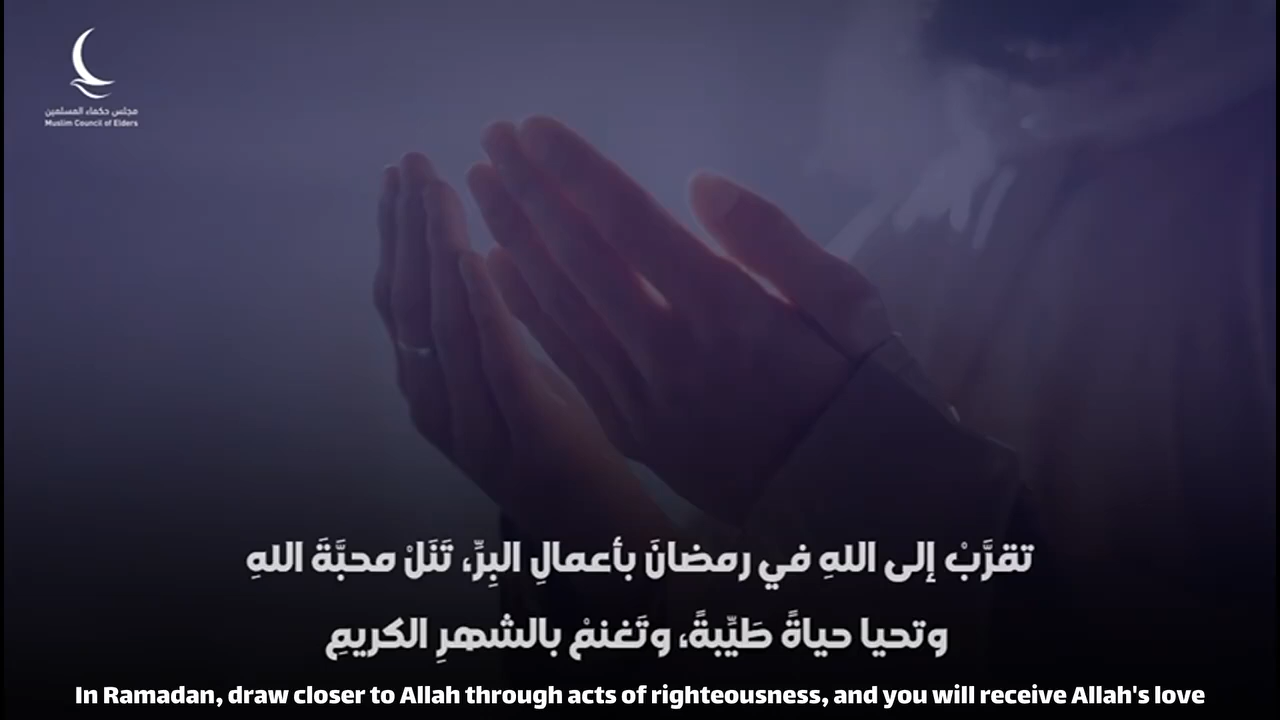 مجلس حكماء المسلمين
Muslim Council of Elders
تقرَّبْ إلى اللهِ في رمضانَ بأعمالِ البِرِّ، تَنَلْ محبَّةَ اللهِ
وتحيا حياةً طَيِّبةً، وتَغنمْ بالشهرِ الكريمِ
In Ramadan, draw closer to Allah through acts of righteousness, and you will receive Allah's love